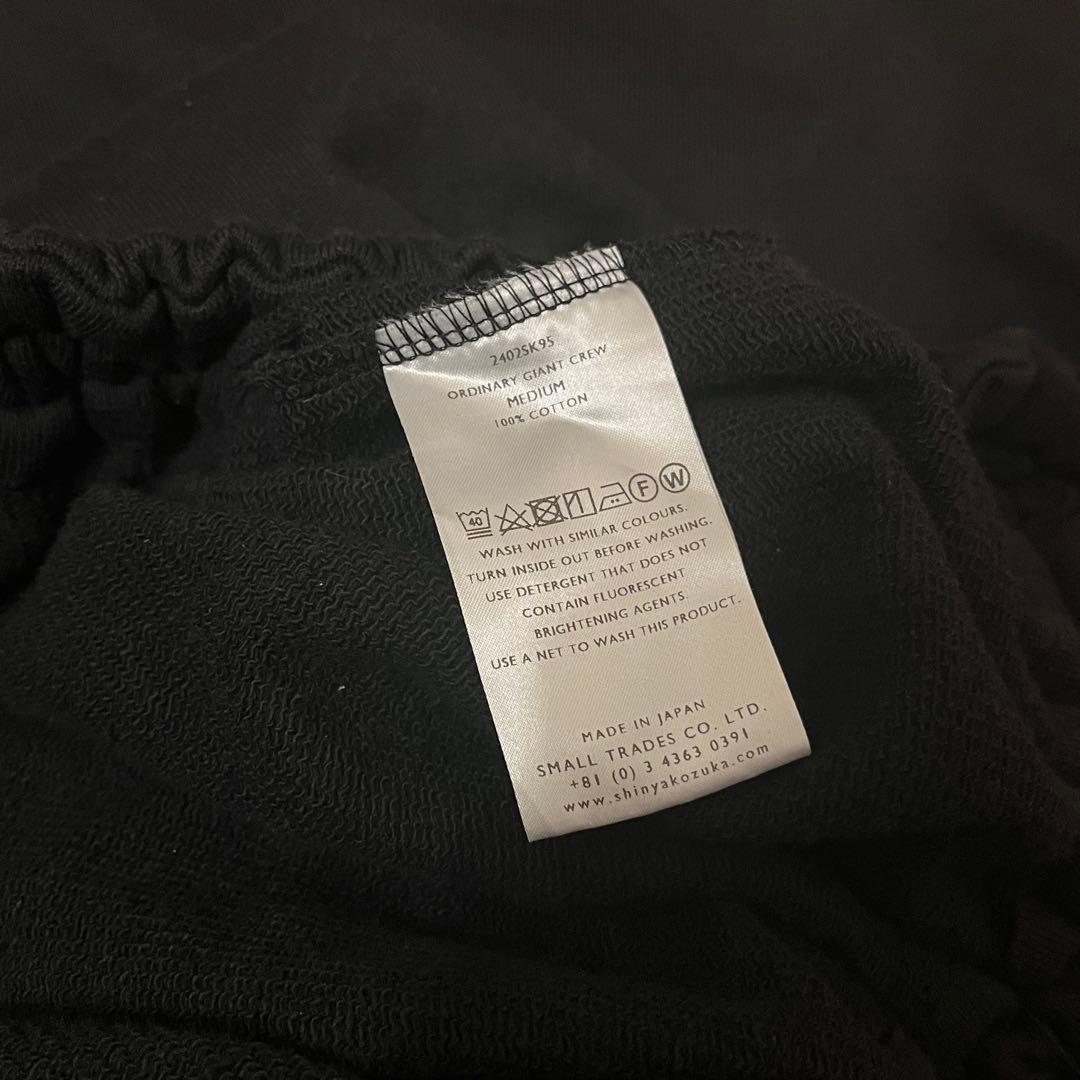 2402SK95
ORDINARY GIANT CREW
MEDIUM
100% COTTON
40 F W
WASH WITH SIMILAR COLOURS.
TURN INSIDE OUT BEFORE WASHING.
USE DETERGENT THAT DOES NOT
CONTAIN FLUORESCENT
BRIGHTENING AGENTS.
USE A NET TO WASH THIS PRODUCT.
MADE IN JAPAN
SMALL TRADES CO. LTD.
+81 (0) 3 4363 0391
www.shinyakozuka.com